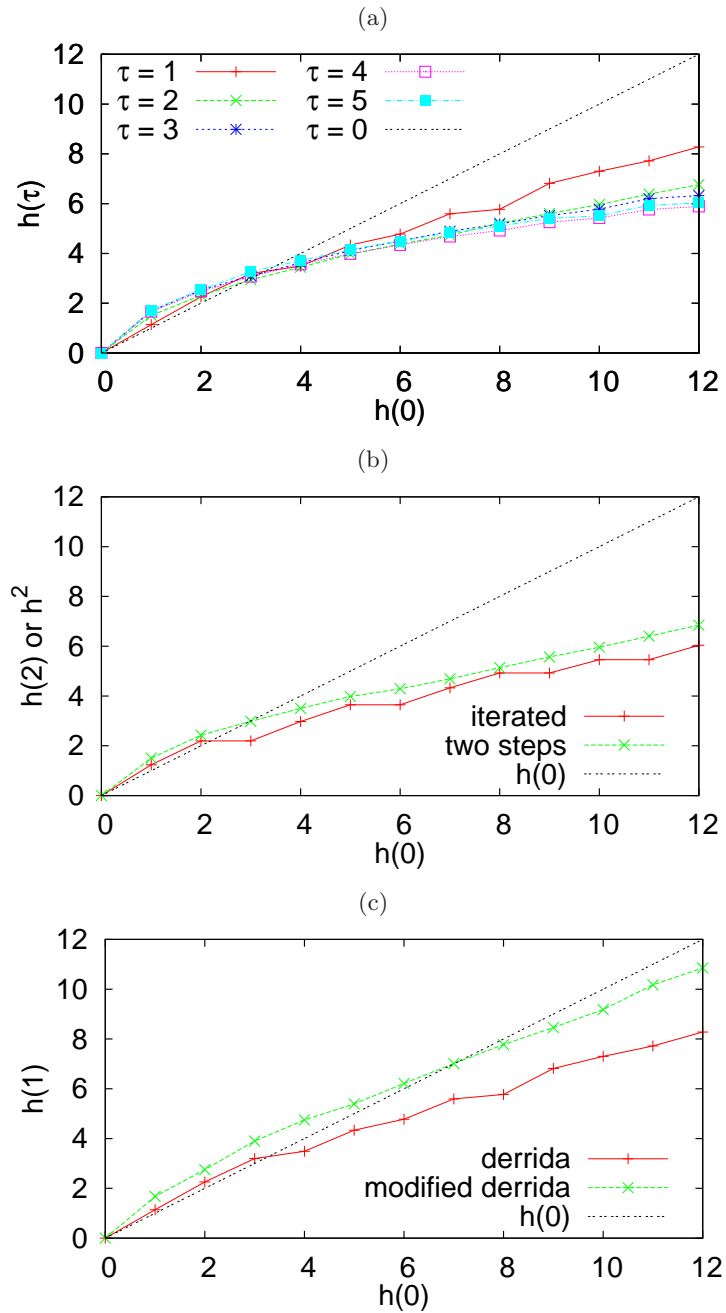 (a)
12
10
8
6
4
2
0
h(τ)
τ = 1
τ = 2
τ = 3
τ = 4
τ = 5
τ = 0
0 2 4 6 8 10 12
h(0)
(b)
12
10
8
6
4
2
0
h(2) or h²
iterated
two steps
h(0)
0 2 4 6 8 10 12
h(0)
(c)
12
10
8
6
4
2
0
h(1)
derrida
modified derrida
h(0)
0 2 4 6 8 10 12
h(0)